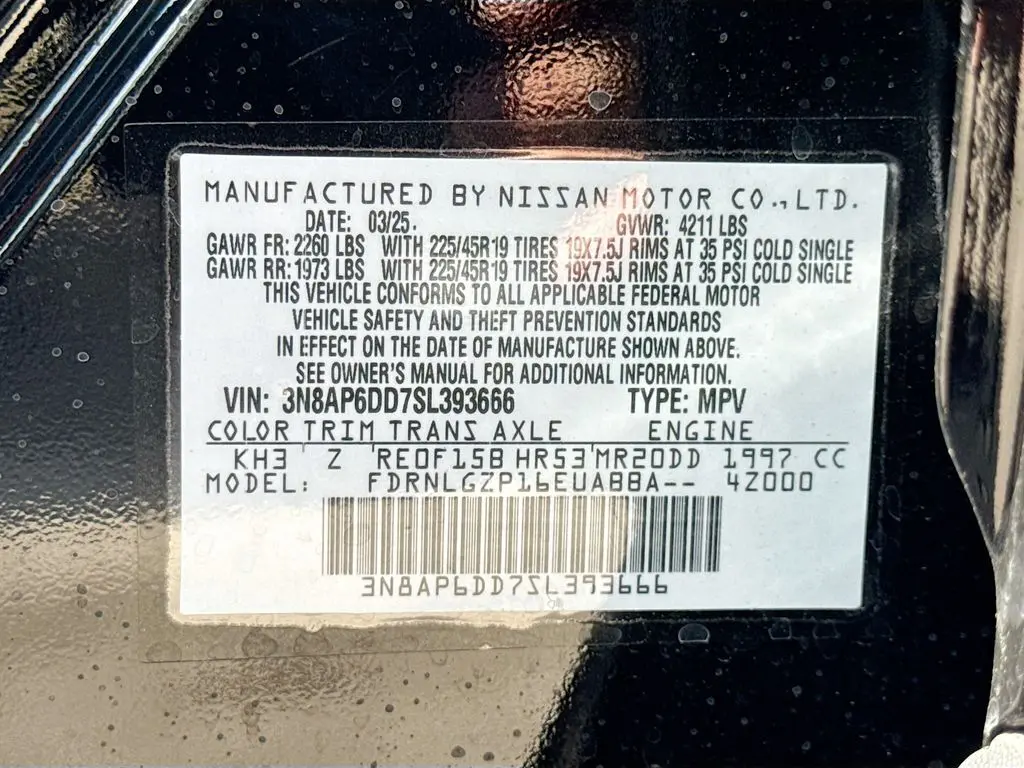 MANUFACTURED BY NISSAN MOTOR CO., LTD.
DATE: 03/25. GVWR: 4211 LBS
GAWR FR: 2260 LBS WITH 225/45R19 TIRES 19X7.5J RIMS AT 35 PSI COLD SINGLE
GAWR RR: 1973 LBS WITH 225/45R19 TIRES 19X7.5J RIMS AT 35 PSI COLD SINGLE
THIS VEHICLE CONFORMS TO ALL APPLICABLE FEDERAL MOTOR
VEHICLE SAFETY AND THEFT PREVENTION STANDARDS
IN EFFECT ON THE DATE OF MANUFACTURE SHOWN ABOVE.
SEE OWNER'S MANUAL FOR ADDITIONAL INFORMATION.
VIN: 3N8AP6DD7SL393666 TYPE: MPV
COLOR TRIM TRANS AXLE ENGINE
KH3 Z RE0F15B HR53 MR20DD 1997 CC
MODEL: FDRNLGZP16EUABBA-- 4Z000
3N8AP6DD7SL393666